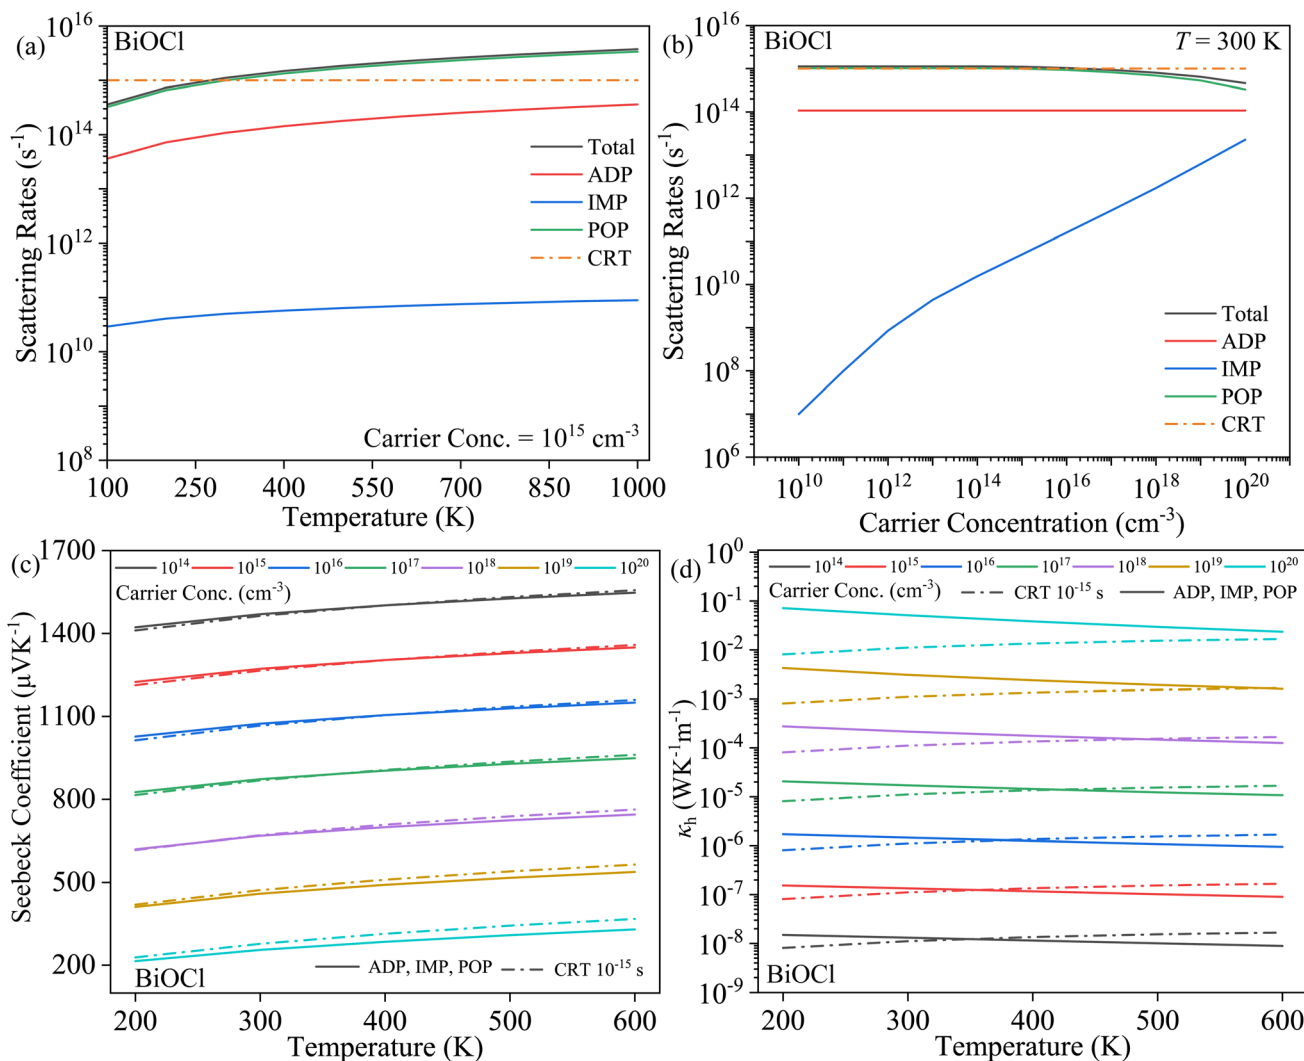 (a)
BiOCl
10^16
10^14
10^12
10^10
10^8
Scattering Rates (s^-1)
Total
ADP
IMP
POP
CRT
Carrier Conc. = 10^15 cm^-3
100 250 400 550 700 850 1000
Temperature (K)
(b)
BiOCl
T = 300 K
10^16
10^14
10^12
10^10
10^8
10^6
Scattering Rates (s^-1)
Total
ADP
IMP
POP
CRT
10^10 10^12 10^14 10^16 10^18 10^20
Carrier Concentration (cm^-3)
(c)
10^14 10^15 10^16 10^17 10^18 10^19 10^20
Carrier Conc. (cm^-3)
1700
1400
1100
800
500
200
Seebeck Coefficient (μVK^-1)
ADP, IMP, POP CRT 10^-15 s
BiOCl
200 300 400 500 600
Temperature (K)
(d)
10^14 10^15 10^16 10^17 10^18 10^19 10^20
Carrier Conc. (cm^-3) CRT 10^-15 s ADP, IMP, POP
10^0
10^-1
10^-2
10^-3
10^-4
10^-5
10^-6
10^-7
10^-8
10^-9
κ_h (WK^-1m^-1)
BiOCl
200 300 400 500 600
Temperature (K)